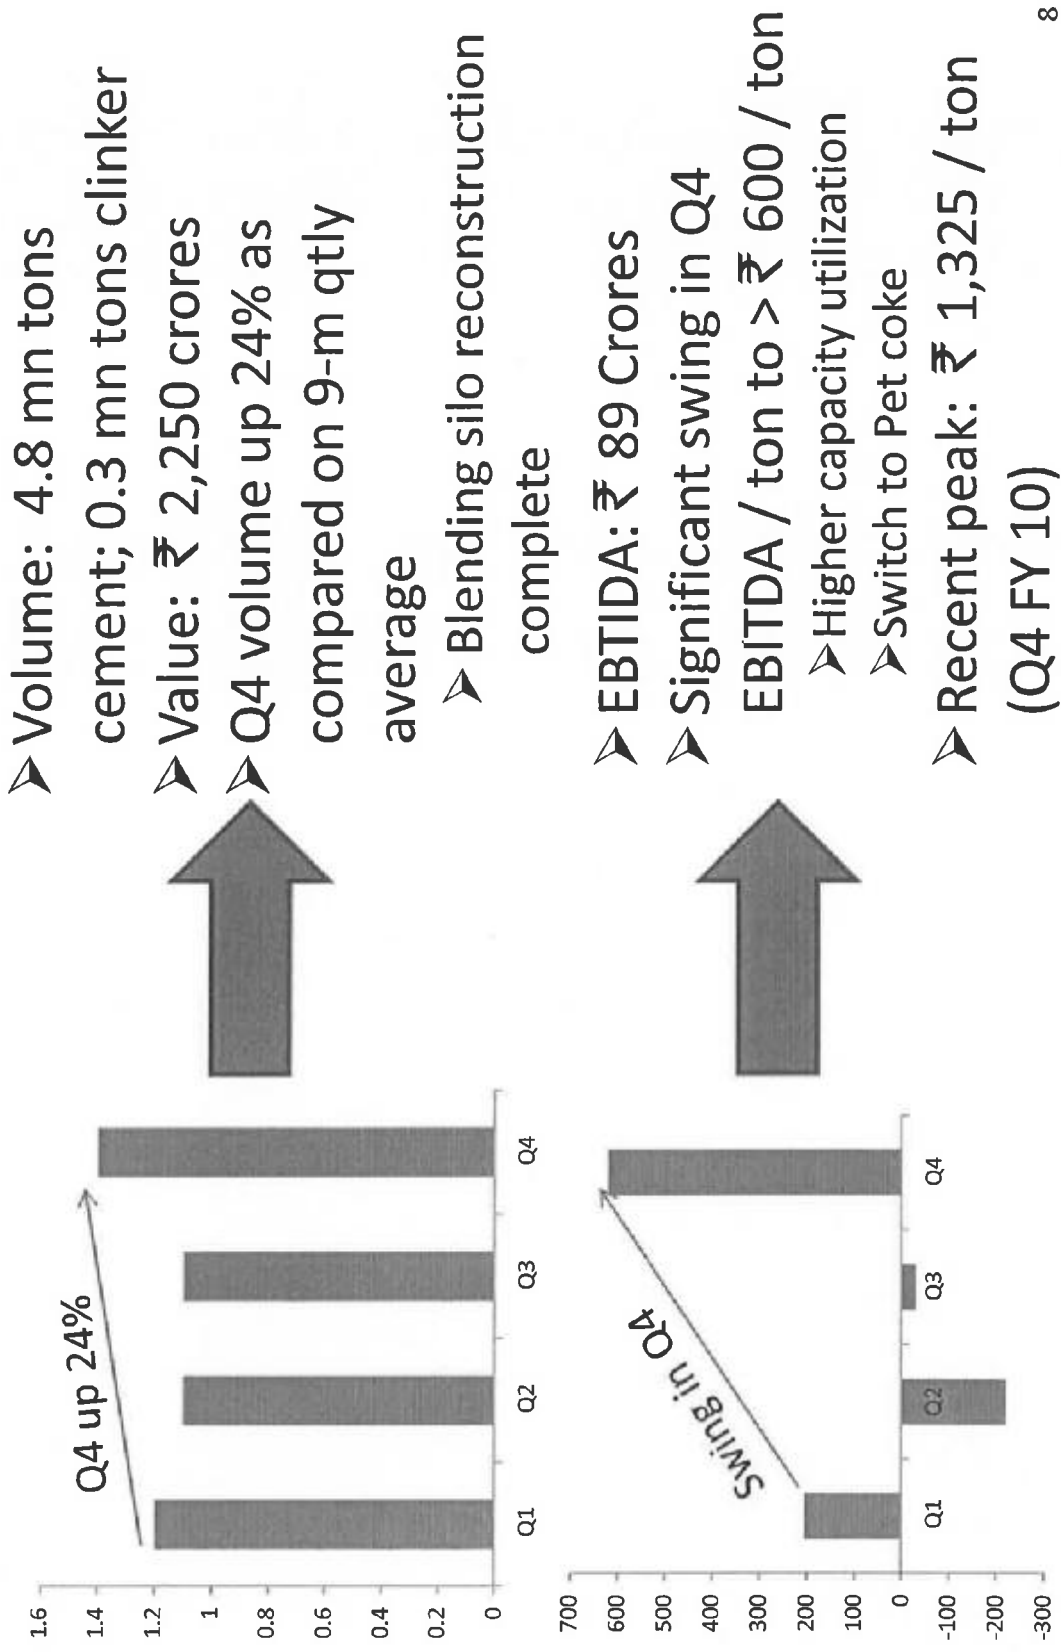 1.6
1.4
1.2
1
0.8
0.6
0.4
0.2
0
Q4 up 24%
Q1
Q2
Q3
Q4
➢Volume: 4.8 mn tons
cement; 0.3 mn tons clinker
➢Value: ₹ 2,250 crores
➢Q4 volume up 24% as
compared on 9-m qtly
average
➢Blending silo reconstruction
complete
700
600
500
400
300
200
100
0
-100
-200
-300
Swing in Q4
Q1
Q2
Q3
Q4
➢EBTIDA: ₹ 89 Crores
➢Significant swing in Q4
EBITDA / ton to > ₹ 600 / ton
➢Higher capacity utilization
➢Switch to Pet coke
➢Recent peak: ₹ 1,325 / ton
(Q4 FY 10)
8